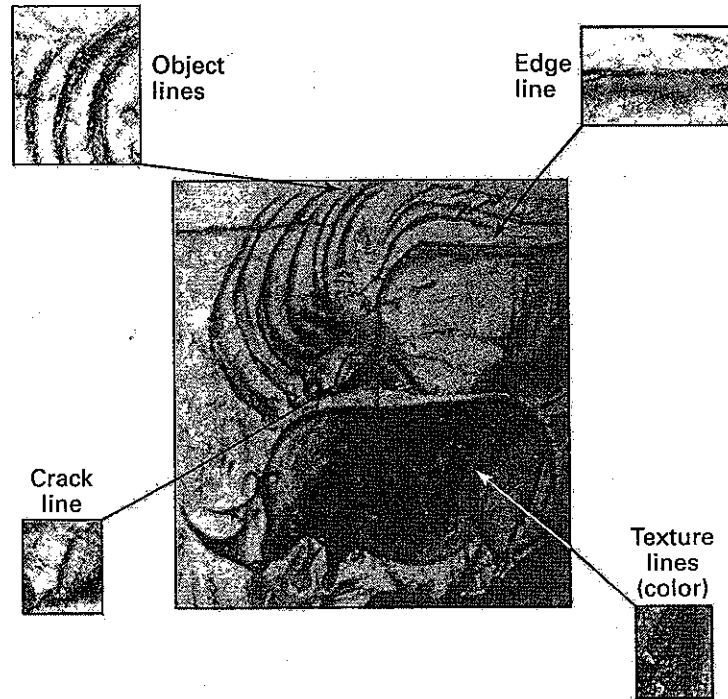 Object
lines
Edge
line
Crack
line
Texture
lines
(color)